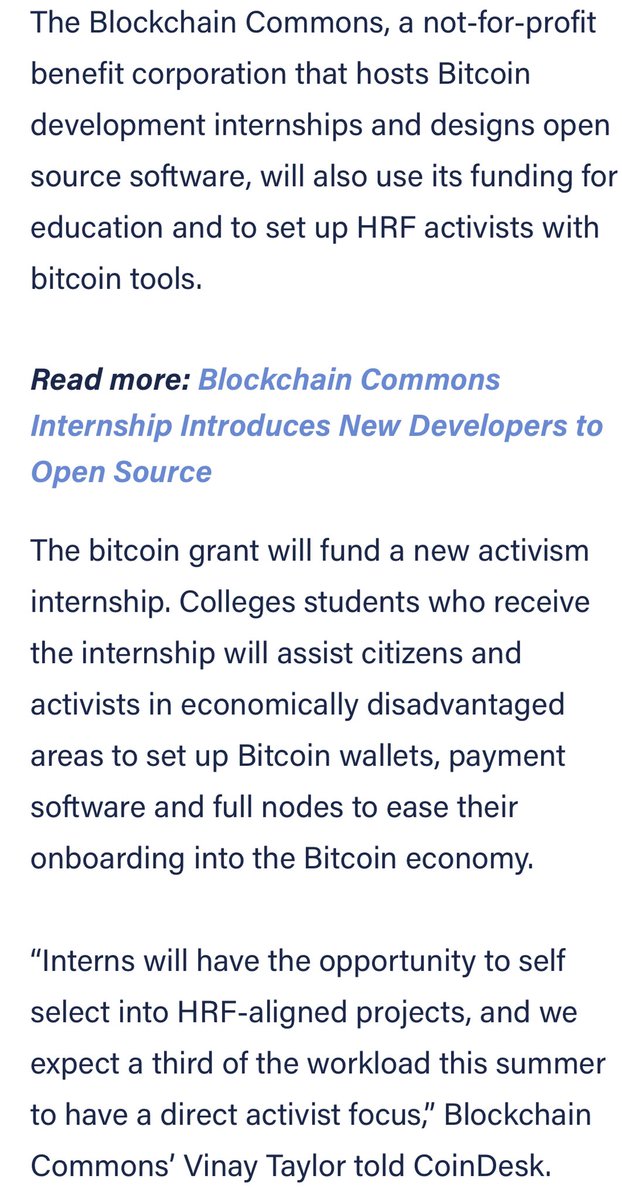 The Blockchain Commons, a not-for-profit
benefit corporation that hosts Bitcoin
development internships and designs open
source software, will also use its funding for
education and to set up HRF activists with
bitcoin tools.
Read more: Blockchain Commons
Internship Introduces New Developers to
Open Source
The bitcoin grant will fund a new activism
internship. Colleges students who receive
the internship will assist citizens and
activists in economically disadvantaged
areas to set up Bitcoin wallets, payment
software and full nodes to ease their
onboarding into the Bitcoin economy.
“Interns will have the opportunity to self
select into HRF-aligned projects, and we
expect a third of the workload this summer
to have a direct activist focus,” Blockchain
Commons’ Vinay Taylor told CoinDesk.